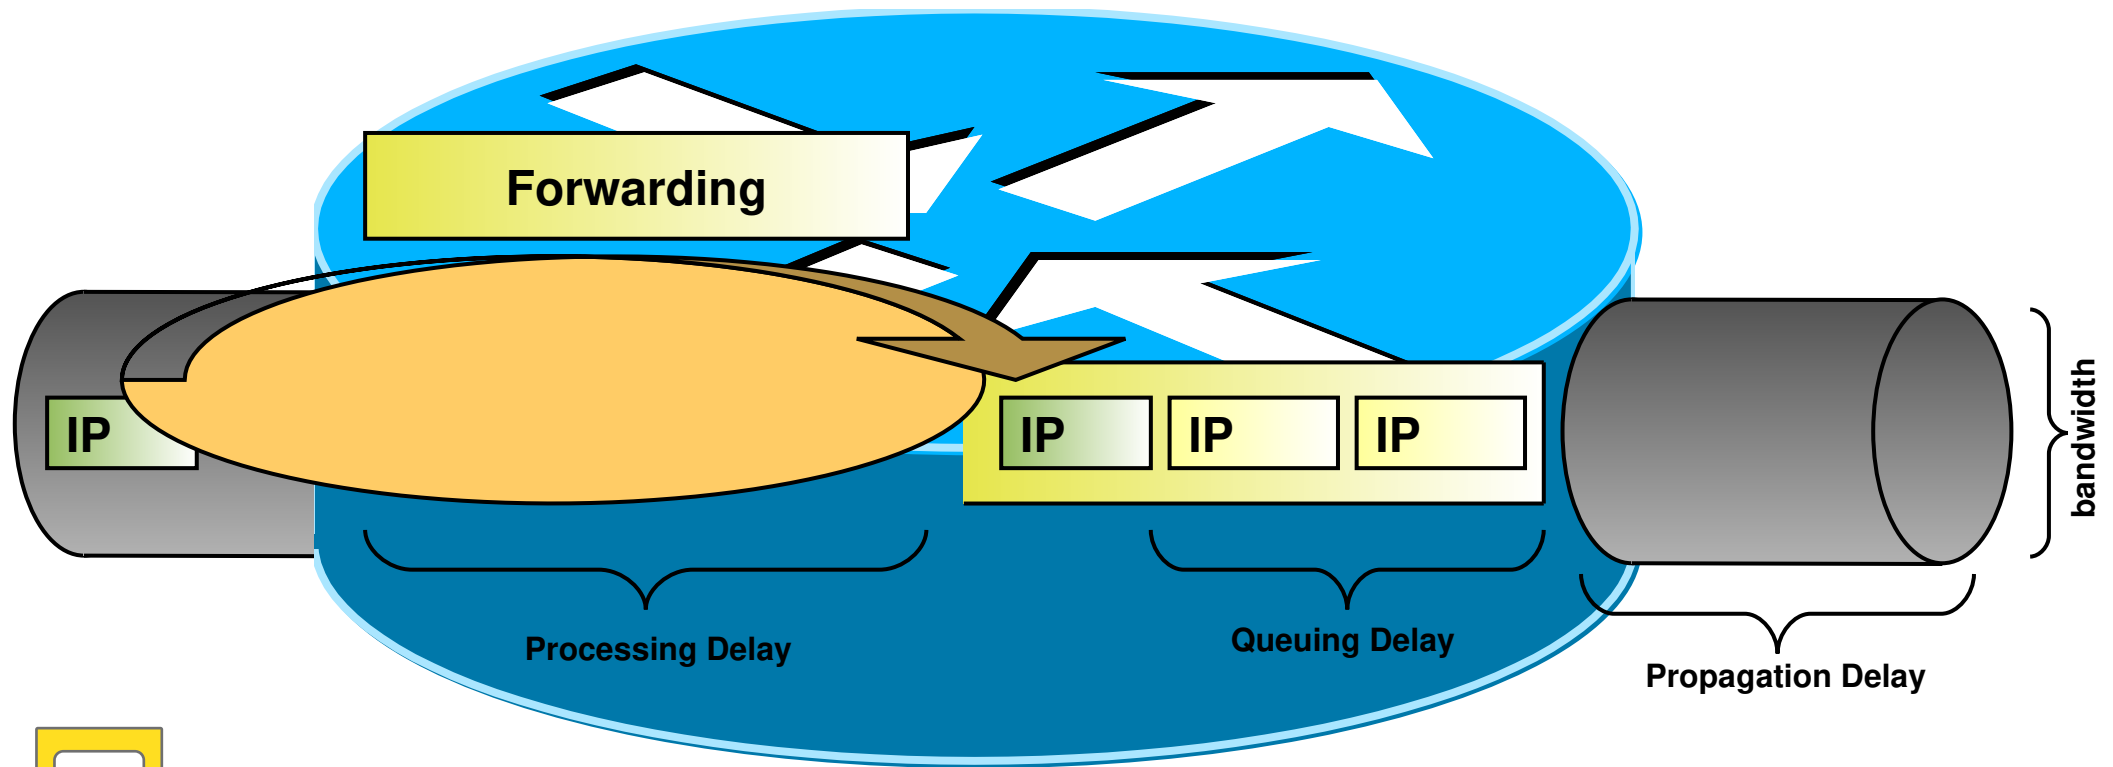 Forwarding
IP
IP
IP
IP
bandwidth
Processing Delay
Queuing Delay
Propagation Delay